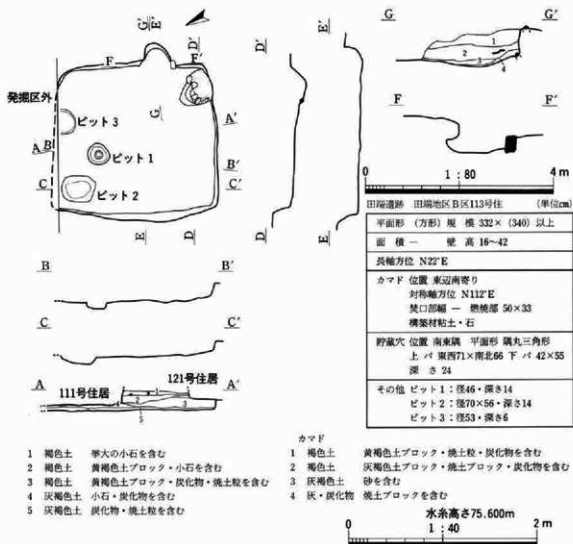 G' E'
D'
F F'
G
発掘区外
ピット3
A B
C
A'
B'
C'
ピット1
ピット2
E D
D' E'
D E
G G'
F F'
0 1:80 4m
田端遺跡 田端地区B区113号住 (単位cm)
平面形 (方形) 規模 332×(340) 以上
面積 ― 壁高 16~42
長軸方位 N22°E
カマド 位置 東辺南寄り
対称軸方位 N112°E
焚口部幅 ― 燃焼部 50×33
構築材粘土・石
貯蔵穴 位置 南東隅 平面形 隅丸三角形
上バ 東西71×南北66 下バ 42×55
深さ 24
その他 ピット1:径46・深さ14
ピット2:径70×56・深さ14
ピット3:径53・深さ6
B B'
C C'
A 111号住居 121号住居 A'
1 褐色土 拳大の小石を含む
2 褐色土 黄褐色土ブロック・小石を含む
3 褐色土 黄褐色土ブロック・炭化物・焼土粒を含む
4 灰褐色土 小石・炭化物を含む
5 灰褐色土 炭化物・焼土粒を含む
カマド
1 褐色土 黄褐色土ブロック・焼土粒・炭化物を含む
2 褐色土 灰褐色土ブロック・焼土ブロック・炭化物を含む
3 灰褐色土 砂を含む
4 灰・炭化物 焼土ブロックを含む
水糸高さ75.600m
0 1:40 2m